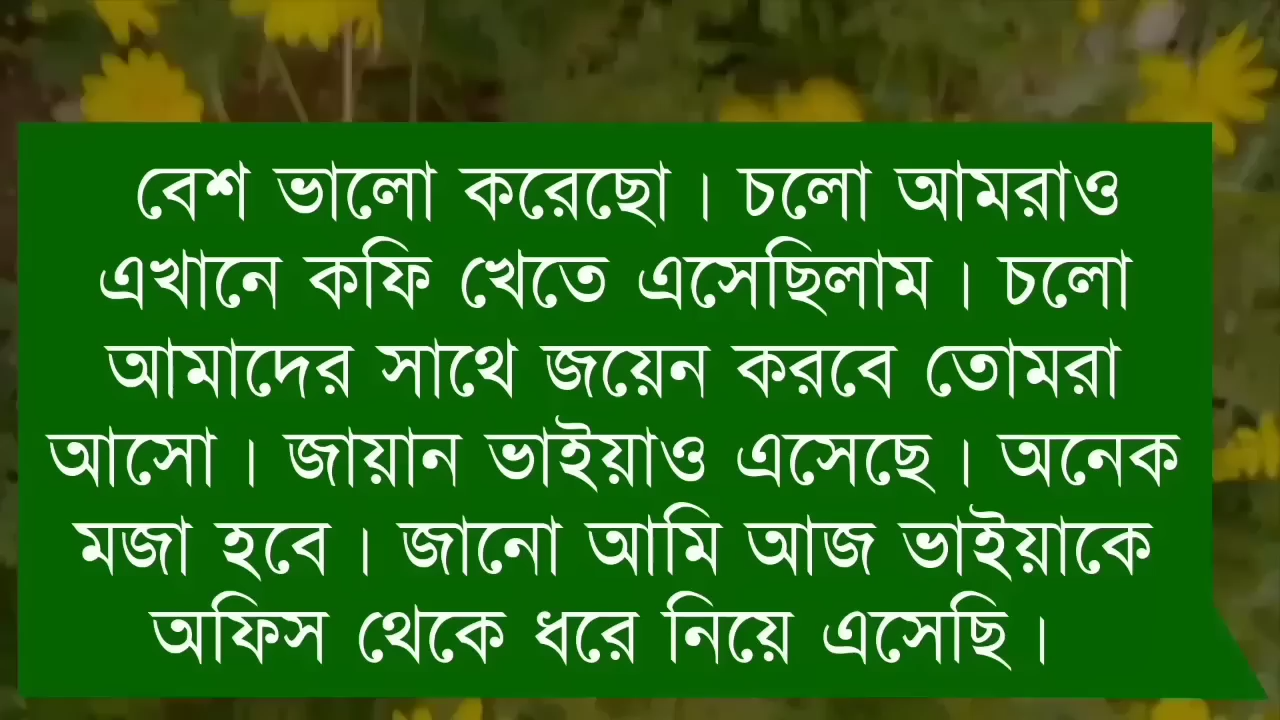 বেশ ভালো করেছো। চলো আমরাও
এখানে কফি খেতে এসেছিলাম। চলো
আমাদের সাথে জয়েন করবে তোমরা
আসো। জায়ান ভাইয়াও এসেছে। অনেক
মজা হবে। জানো আমি আজ ভাইয়াকে
অফিস থেকে ধরে নিয়ে এসেছি।